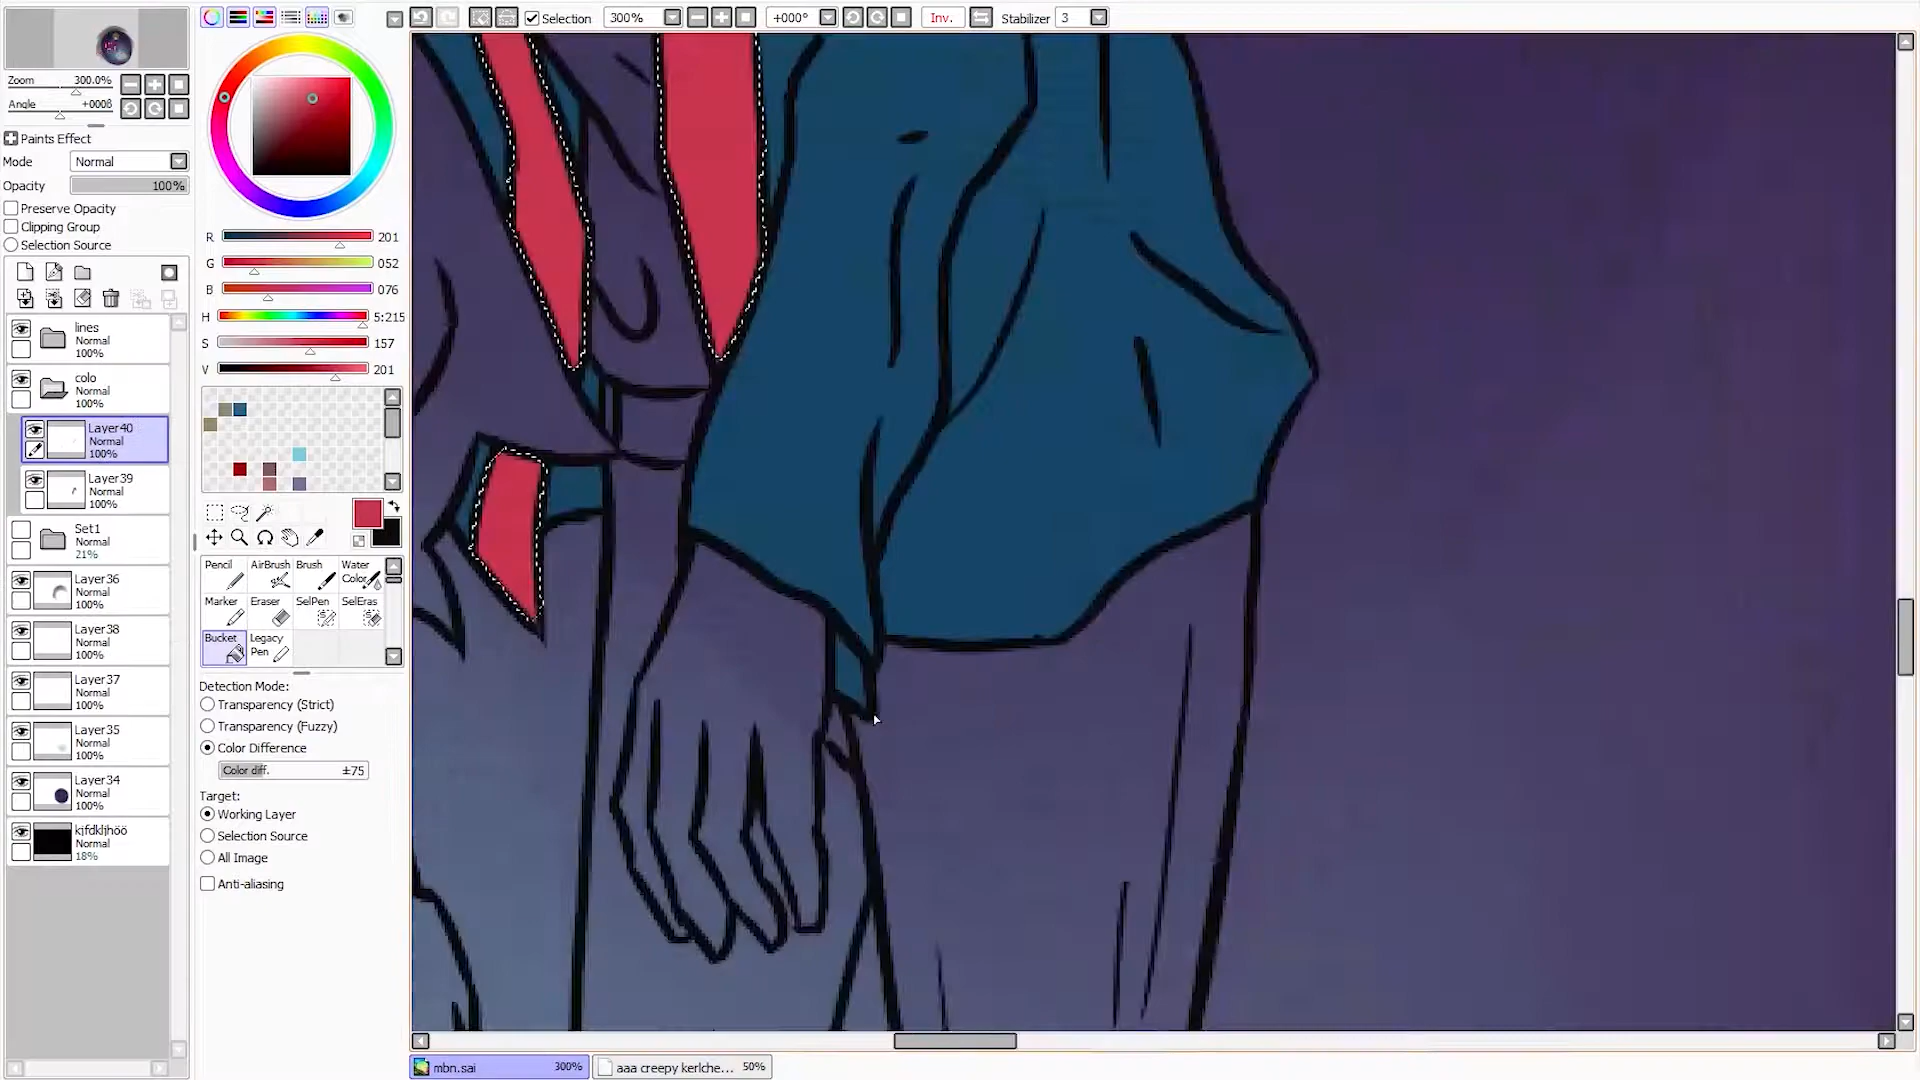 Selection
300%
+000°
Inv.
Stabilizer
3
Zoom
300.0%
Angle
+000ß
Paints Effect
Mode
Normal
Opacity
100%
Preserve Opacity
Clipping Group
Selection Source
lines
Normal
100%
colo
Normal
100%
Layer40
Normal
100%
Layer39
Normal
100%
Set1
Normal
21%
Layer36
Normal
100%
Layer38
Normal
100%
Layer37
Normal
100%
Layer35
Normal
100%
Layer34
Normal
100%
kjfdkljhöö
Normal
18%
R 201
G 052
B 076
H 5:215
S 157
V 201
Pencil
AirBrush
Brush
Water
Color
Marker
Eraser
SelPen
SelEras
Bucket
Legacy
Pen
Detection Mode:
Transparency (Strict)
Transparency (Fuzzy)
Color Difference
Color diff. ±75
Target:
Working Layer
Selection Source
All Image
Anti-aliasing
mbn.sai 300%
aaa creepy kerlche... 50%